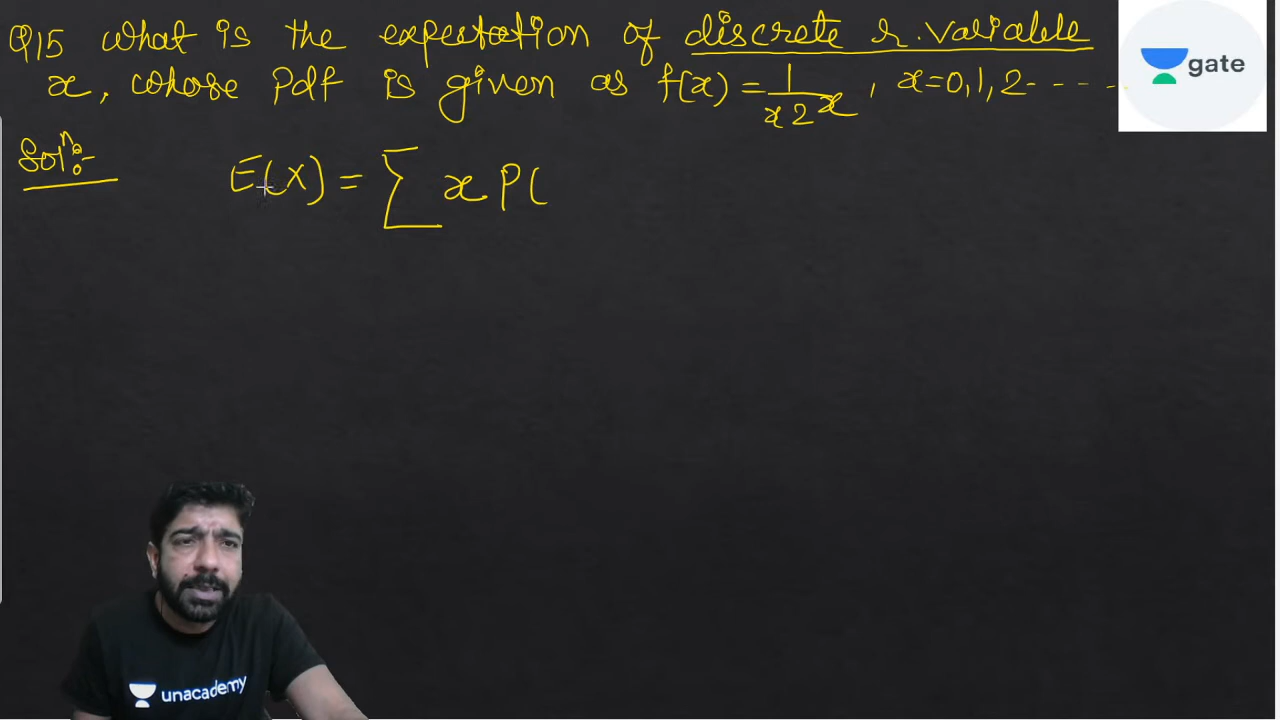 Q15 What is the expectation of discrete r. variable
x, whose Pdf is given as f(x) = 1/(x2^x), x=0,1,2-----
gate
Solⁿ:-
E(X) = ∑ x P(
unacademy